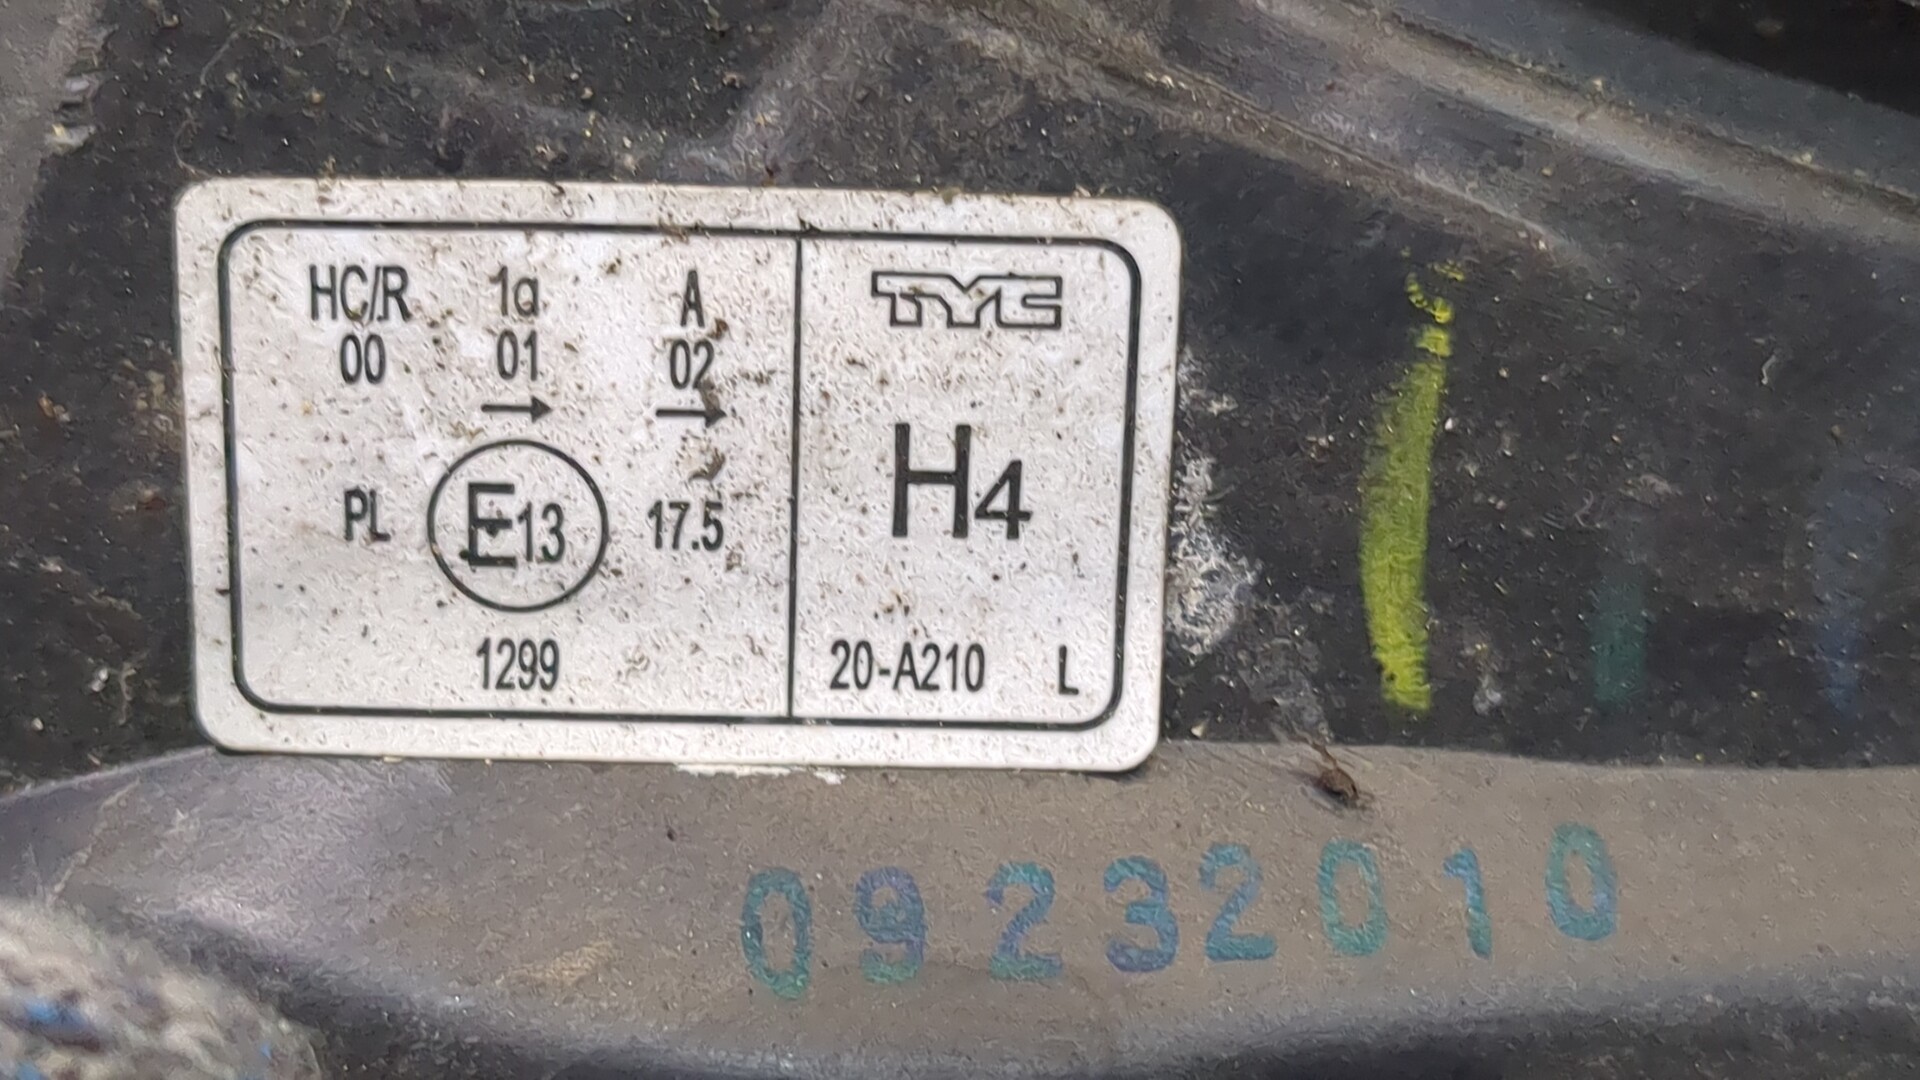 HC/R 1a A
00 01 02
→ →
PL E13 17.5
1299
TYC
H4
20-A210 L
09232010